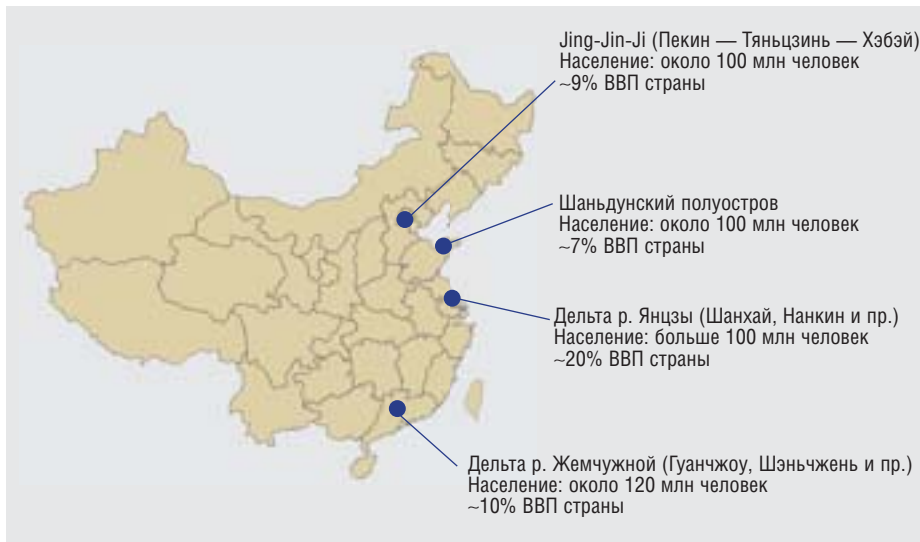 Jing-Jin-Ji (Пекин — Тяньцзинь — Хэбэй)
Население: около 100 млн человек
~9% ВВП страны
Шаньдунский полуостров
Население: около 100 млн человек
~7% ВВП страны
Дельта р. Янцзы (Шанхай, Нанкин и пр.)
Население: больше 100 млн человек
~20% ВВП страны
Дельта р. Жемчужной (Гуанчжоу, Шэньчжень и пр.)
Население: около 120 млн человек
~10% ВВП страны